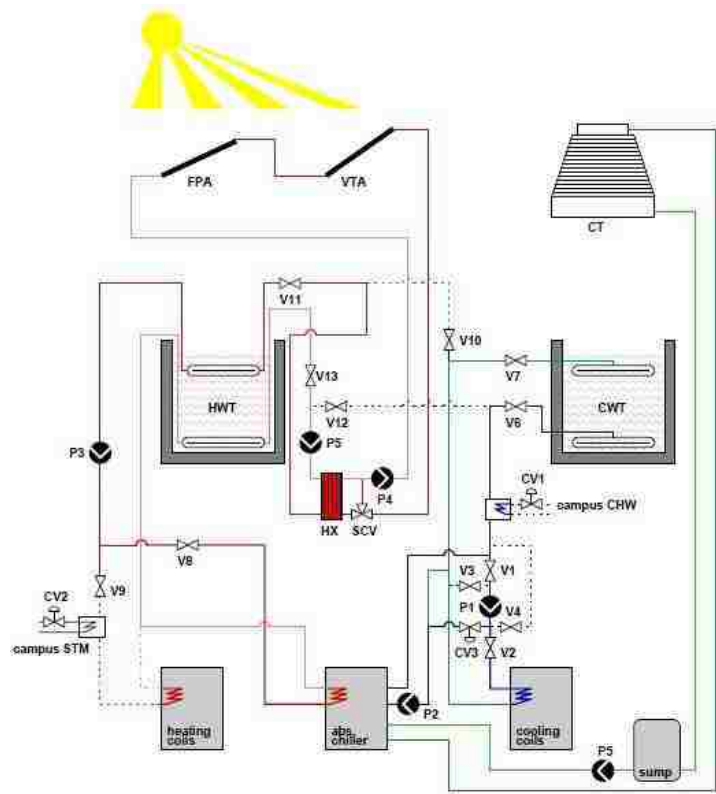 FPA
VTA
CT
V11
V10
V7
V13
HWT
V12
V6
CWT
P3
P5
P4
CV1
campus CHW
HX
SCV
V8
V3
V1
V9
P1
V4
CV2
CV3
V2
campus STM
P2
heating
coils
abs
chiller
cooling
coils
P5
sump